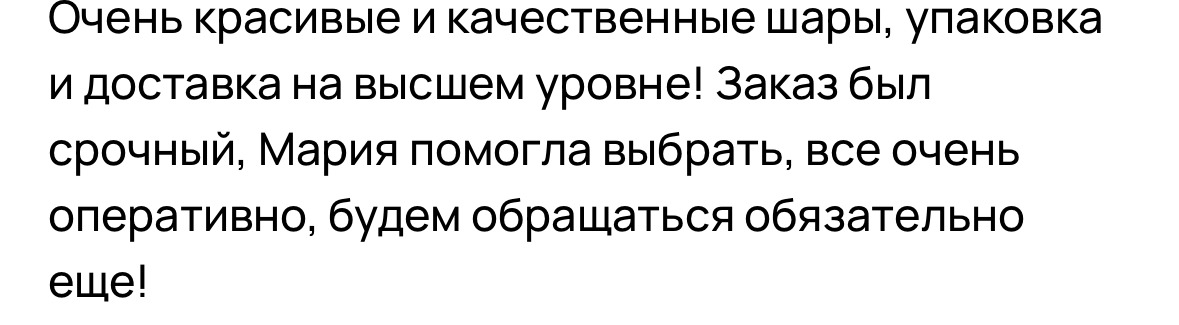 Очень красивые и качественные шары, упаковка
и доставка на высшем уровне! Заказ был
срочный, Мария помогла выбрать, все очень
оперативно, будем обращаться обязательно
еще!